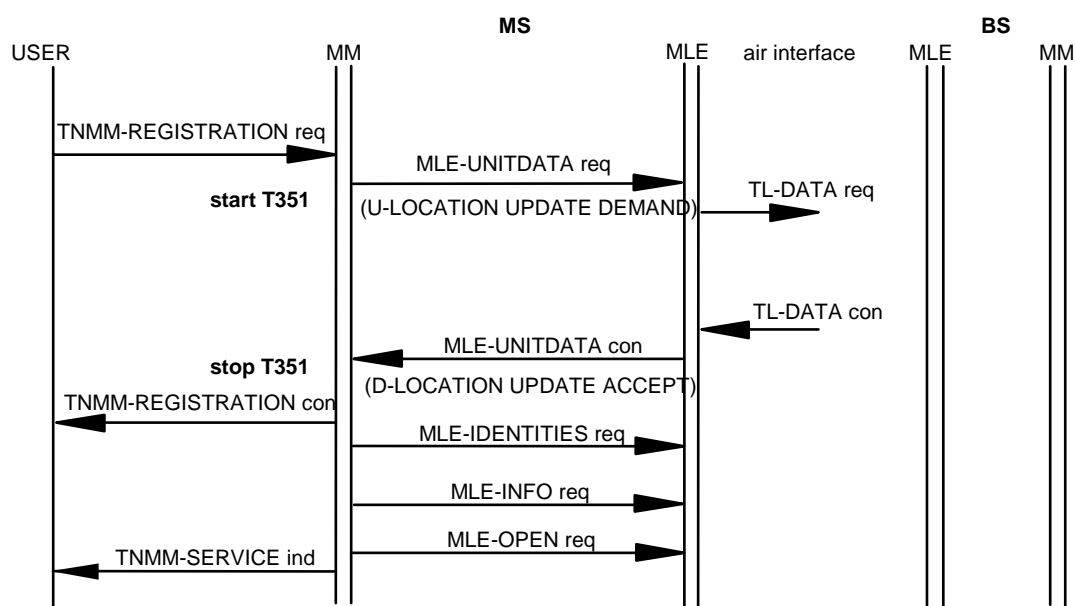 MS BS
USER MM MLE air interface MLE MM
TNMM-REGISTRATION req
MLE-UNITDATA req
start T351
TL-DATA req
(U-LOCATION UPDATE DEMAND)
TL-DATA con
MLE-UNITDATA con
stop T351
(D-LOCATION UPDATE ACCEPT)
TNMM-REGISTRATION con
MLE-IDENTITIES req
MLE-INFO req
MLE-OPEN req
TNMM-SERVICE ind